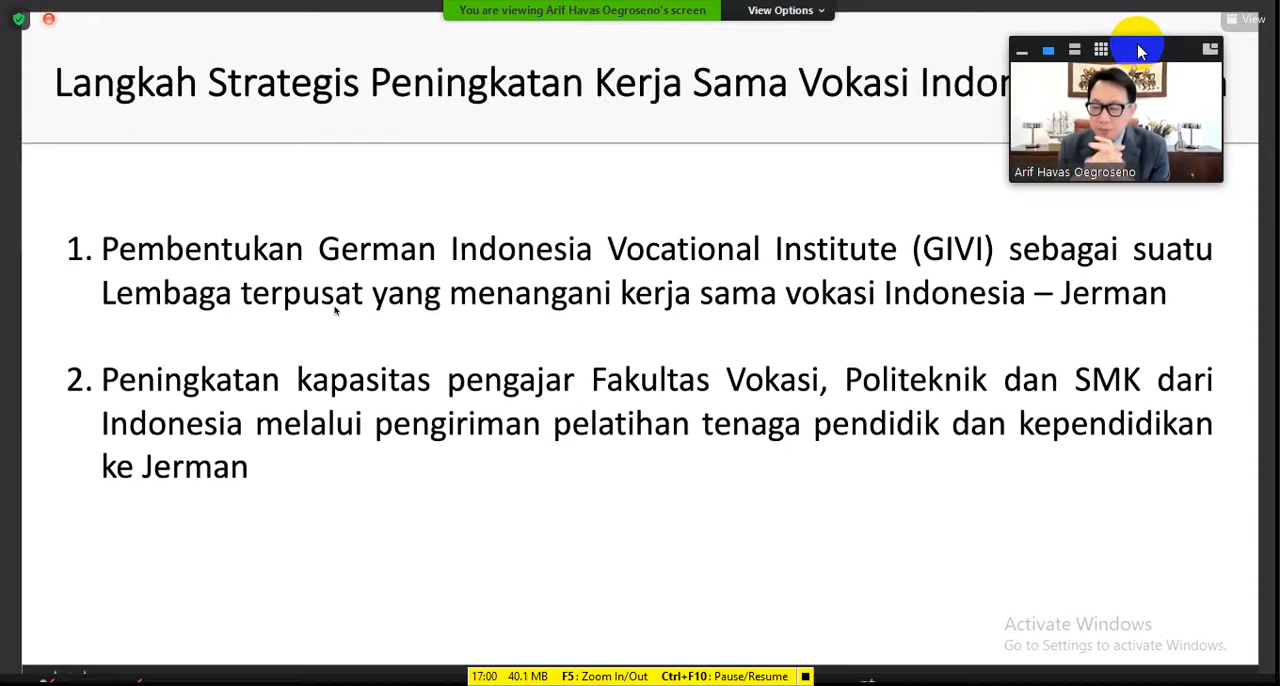 You are viewing Arif Havas Oegroseno's screen
View Options
View
Langkah Strategis Peningkatan Kerja Sama Vokasi
Arif Havas Oegroseno
1. Pembentukan German Indonesia Vocational Institute (GIVI) sebagai suatu
Lembaga terpusat yang menangani kerja sama vokasi Indonesia – Jerman
2. Peningkatan kapasitas pengajar Fakultas Vokasi, Politeknik dan SMK dari
Indonesia melalui pengiriman pelatihan tenaga pendidik dan kependidikan
ke Jerman
Activate Windows
Go to Settings to activate Windows.
17:00 40.1 MB F5: Zoom In/Out Ctrl+F10: Pause/Resume